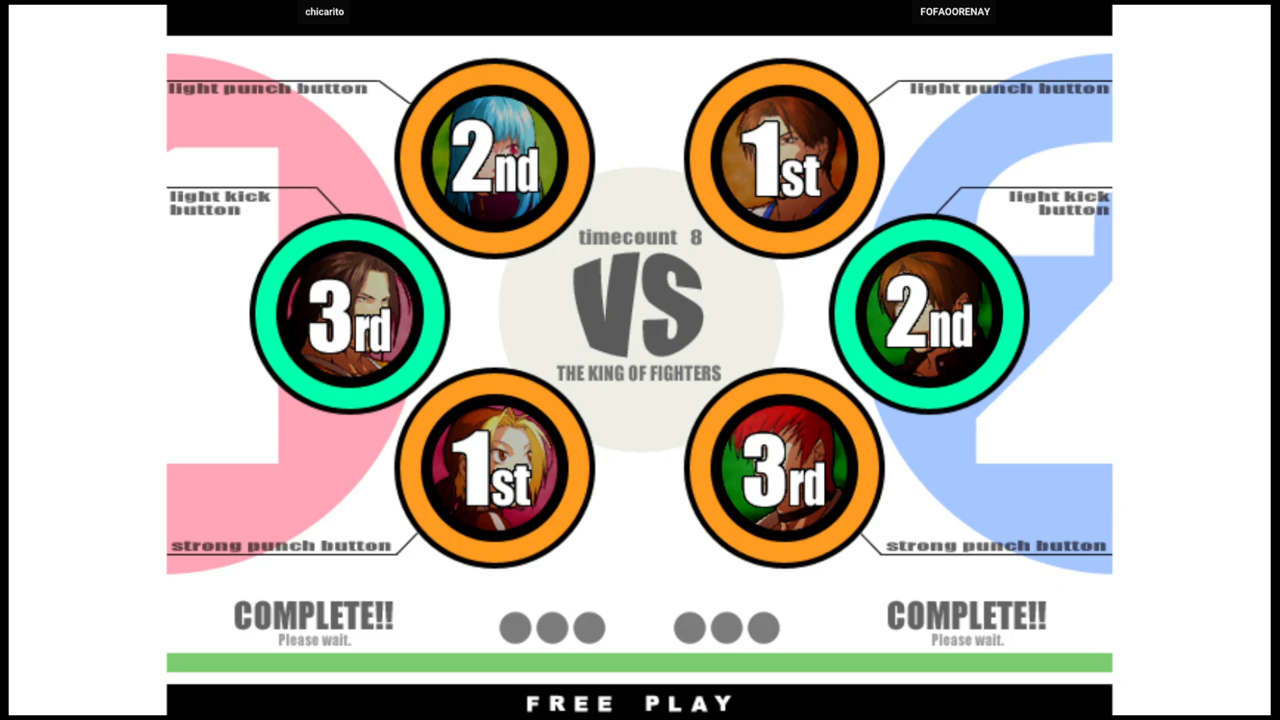 chicarito
FOFAOORENAY
light punch button
light punch button
2nd
1st
light kick
button
light kick
button
timecount 8
VS
THE KING OF FIGHTERS
3rd
2nd
1st
3rd
strong punch button
strong punch button
COMPLETE!!
Please wait.
COMPLETE!!
Please wait.
FREE PLAY